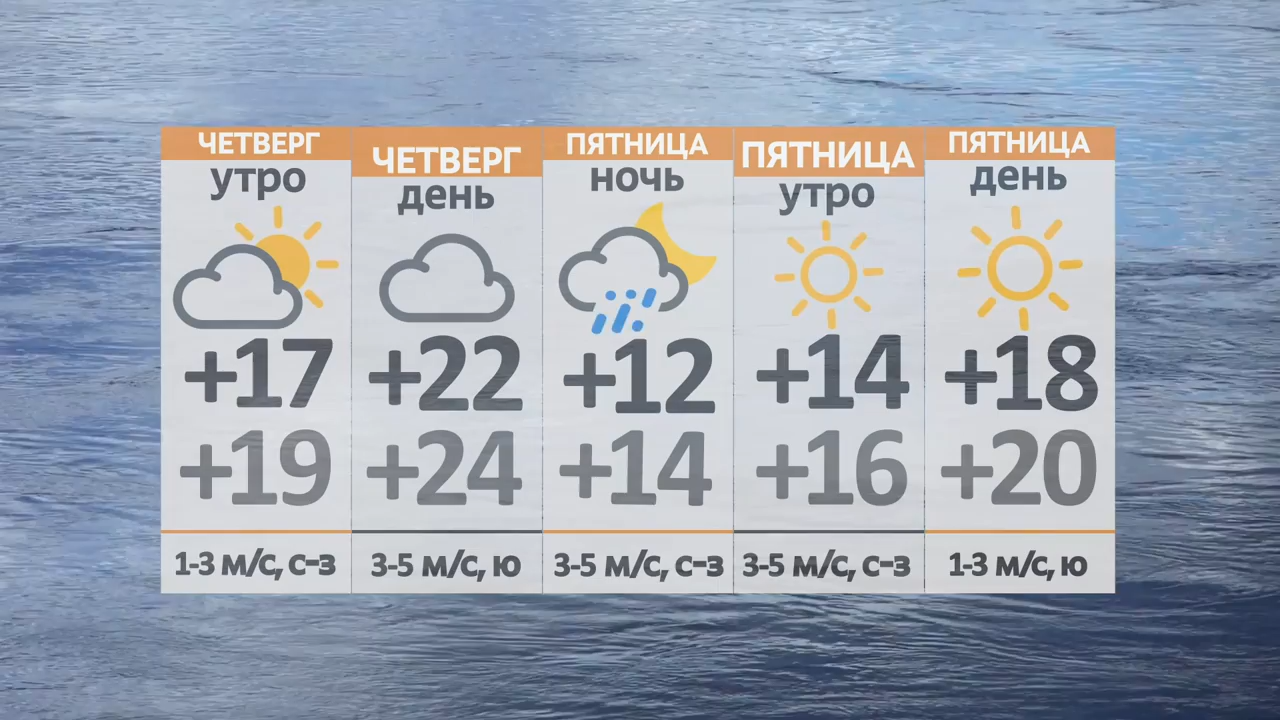 ЧЕТВЕРГ
утро
+17
+19
1-3 м/с, с-з
ЧЕТВЕРГ
день
+22
+24
3-5 м/с, ю
ПЯТНИЦА
ночь
+12
+14
3-5 м/с, с-з
ПЯТНИЦА
утро
+14
+16
3-5 м/с, с-з
ПЯТНИЦА
день
+18
+20
1-3 м/с, ю